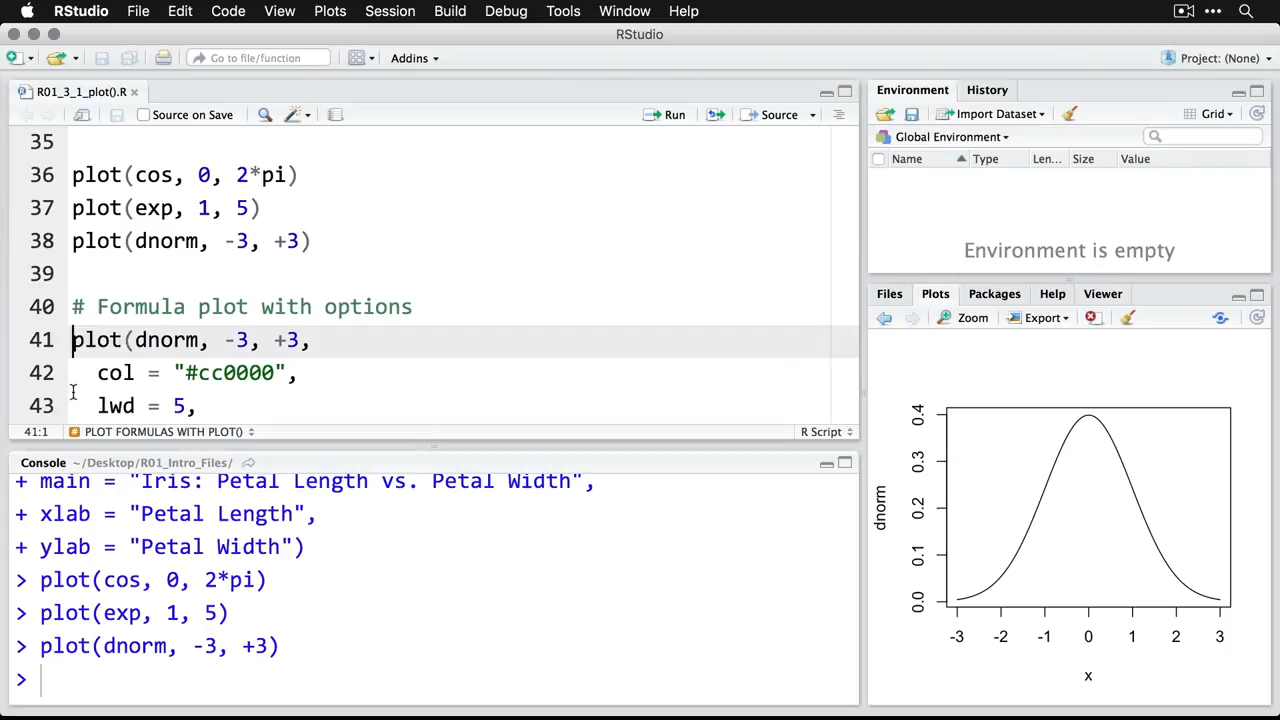 RStudio File Edit Code View Plots Session Build Debug Tools Window Help
RStudio
Go to file/function Addins Project: (None)
R01_3_1_plot().R
Source on Save Run Source
35
36 plot(cos, 0, 2*pi)
37 plot(exp, 1, 5)
38 plot(dnorm, -3, +3)
39
40 # Formula plot with options
41 plot(dnorm, -3, +3,
42 col = "#cc0000",
43 lwd = 5,
41:1 PLOT FORMULAS WITH PLOT() R Script
Console ~/Desktop/R01_Intro_Files/
+ main = "Iris: Petal Length vs. Petal Width",
+ xlab = "Petal Length",
+ ylab = "Petal Width")
> plot(cos, 0, 2*pi)
> plot(exp, 1, 5)
> plot(dnorm, -3, +3)
>
Environment History
Import Dataset Grid
Global Environment
Name Type Len... Size Value
Environment is empty
Files Plots Packages Help Viewer
Zoom Export
0.4
0.3
0.2
0.1
0.0
dnorm
-3 -2 -1 0 1 2 3
x